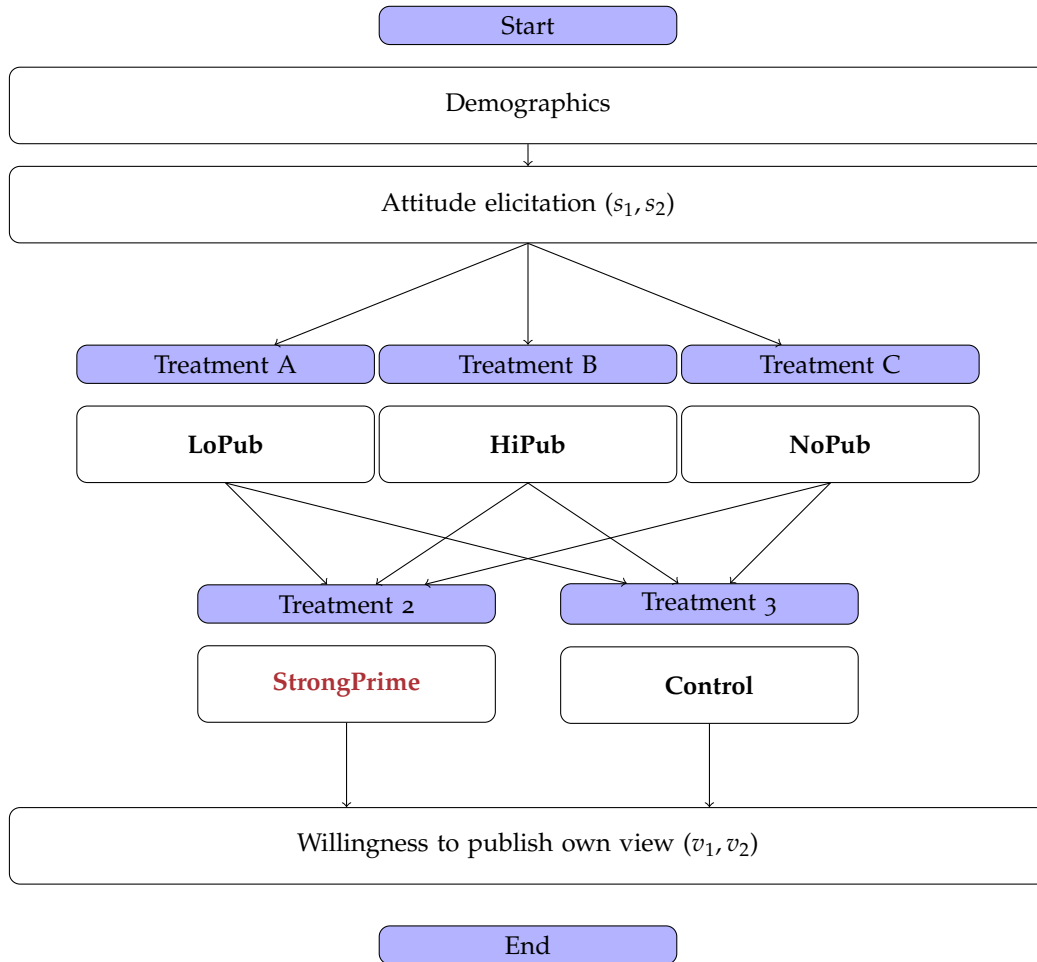 Start
Demographics
Attitude elicitation (s₁, s₂)
Treatment A
Treatment B
Treatment C
LoPub
HiPub
NoPub
Treatment 2
Treatment 3
StrongPrime
Control
Willingness to publish own view (v₁, v₂)
End